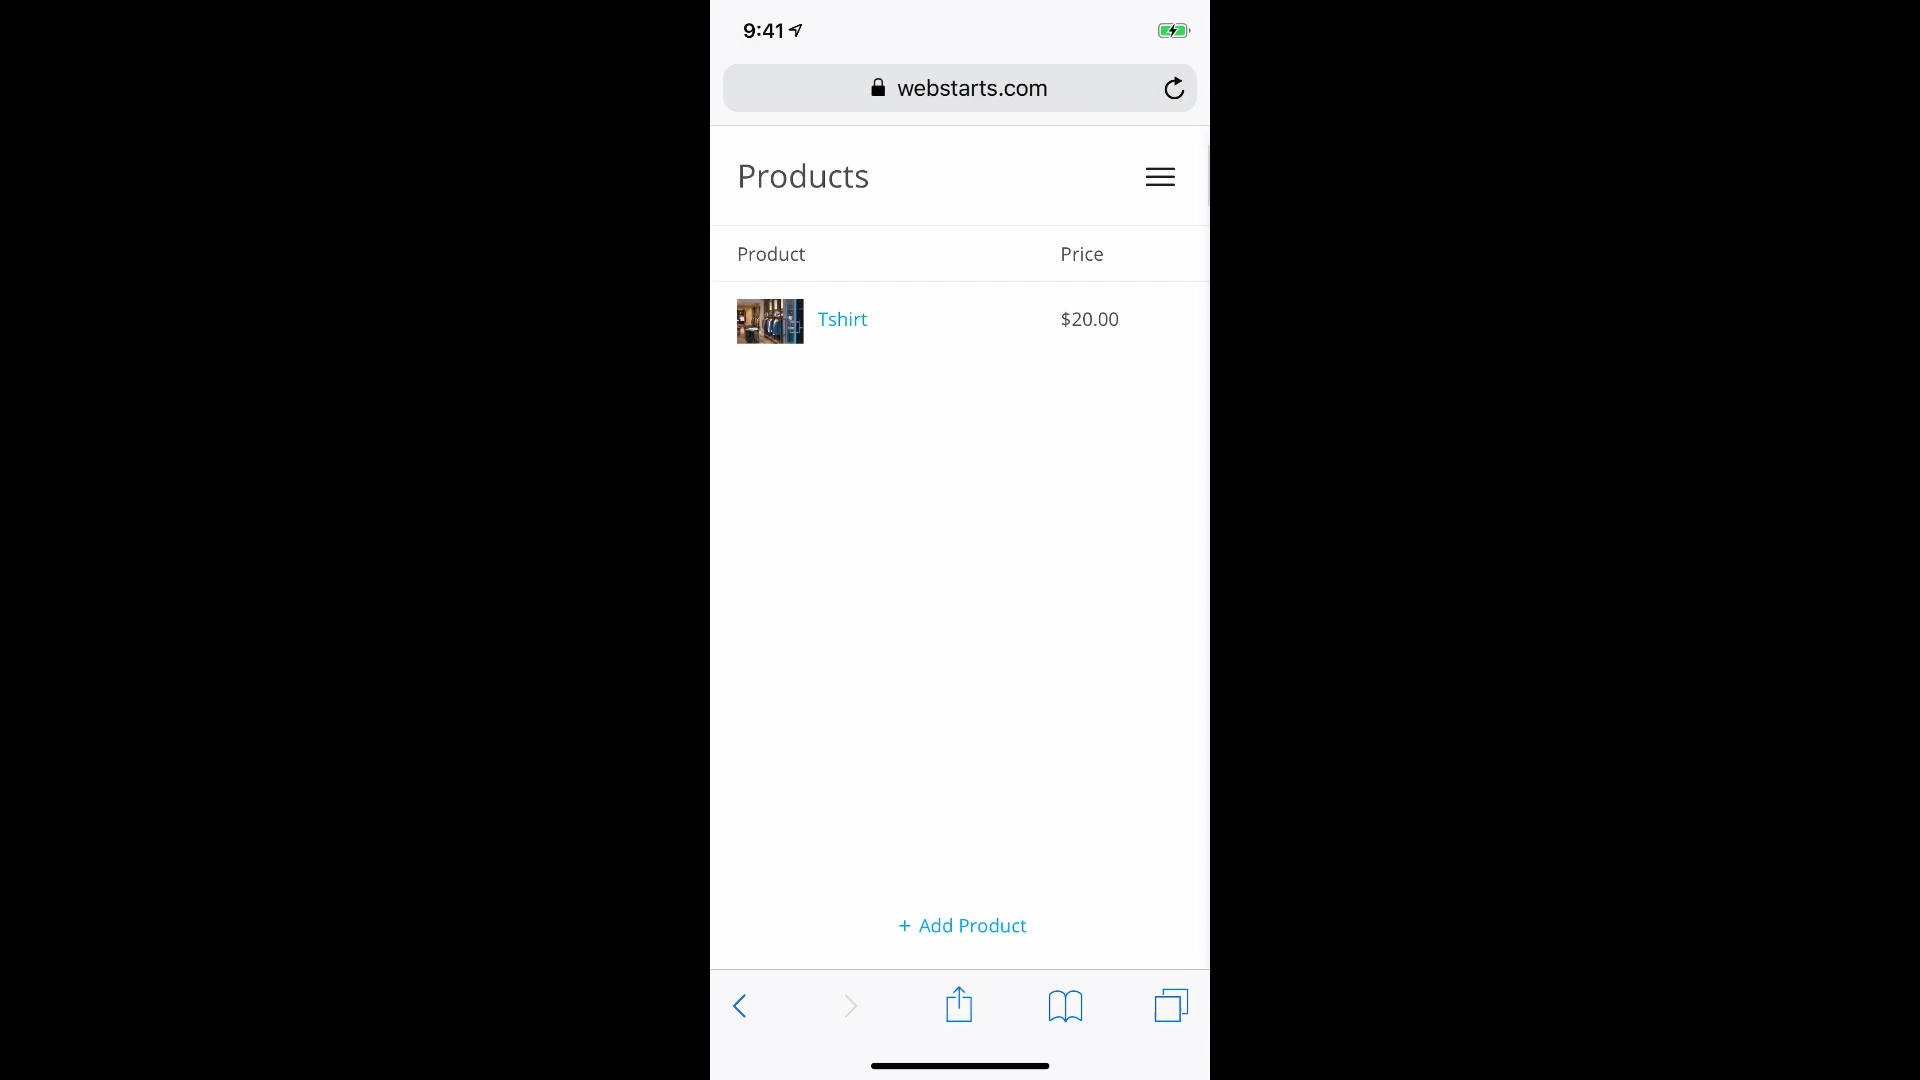 9:41
webstarts.com
Products
Product Price
Tshirt $20.00
+ Add Product